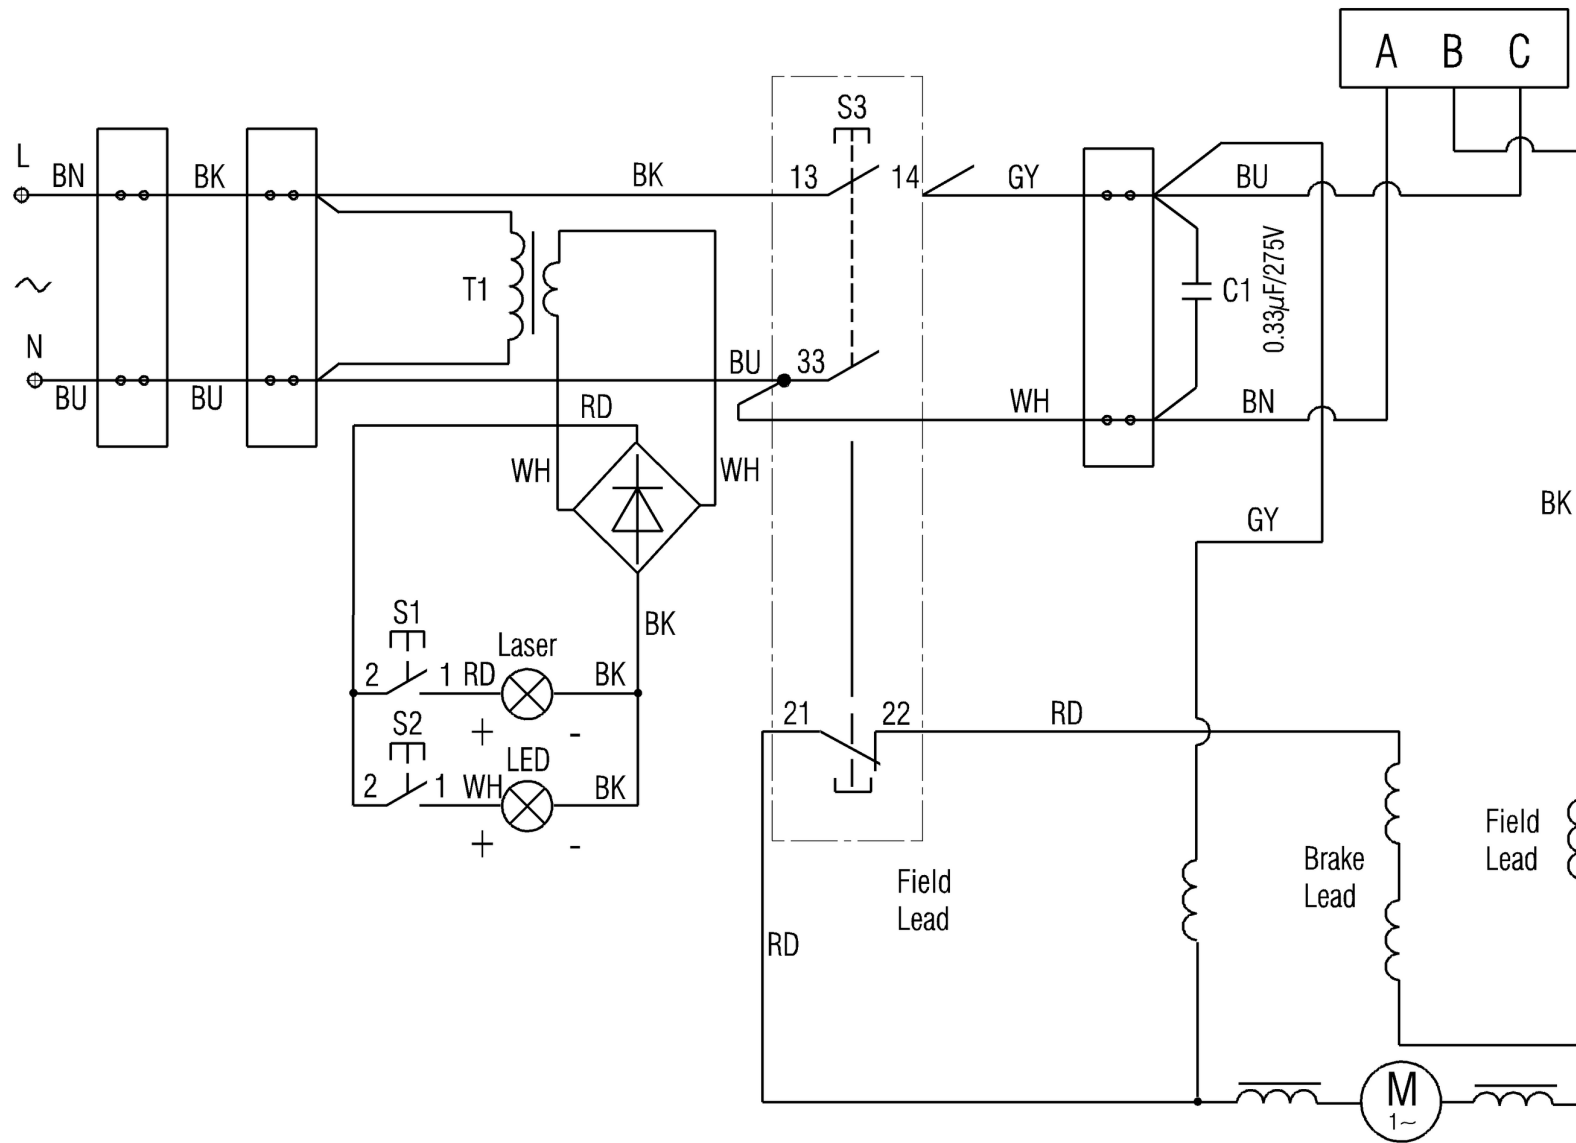 A B C
S3
L BN BK BK 13 14 GY BU
T1
C1 0.33µF/275V
N
BU BU BU 33
RD WH BN
WH WH
GY BK
S1 BK
Laser
2 1 RD BK
+ -
S2 21 22 RD
LED
2 1 WH BK
+ -
Field
Lead
Brake
Lead
Field
Lead
RD
M
1~